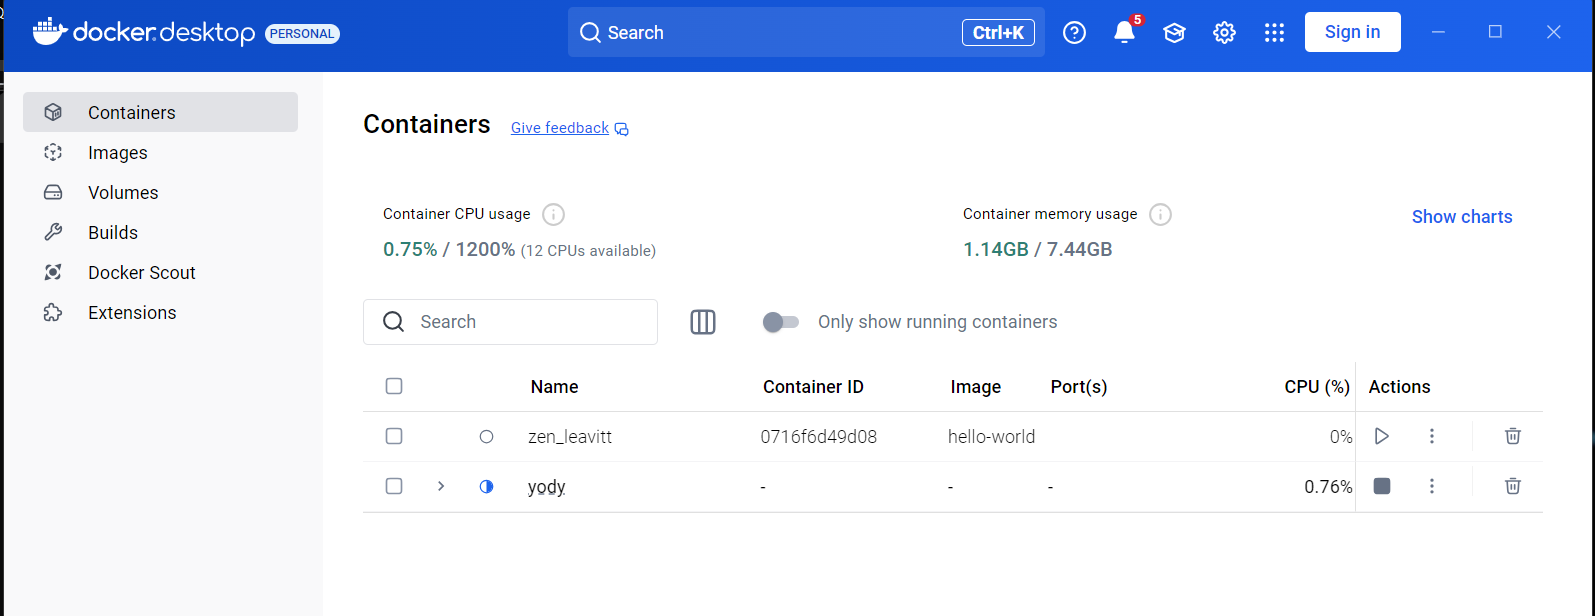 docker.desktop PERSONAL Search Ctrl+K 5 Sign in
Containers
Images
Volumes
Builds
Docker Scout
Extensions
Containers Give feedback
Container CPU usage
0.75% / 1200% (12 CPUs available)
Container memory usage
1.14GB / 7.44GB
Show charts
Search Only show running containers
Name Container ID Image Port(s) CPU (%) Actions
zen_leavitt 0716f6d49d08 hello-world 0%
yody - - - 0.76%